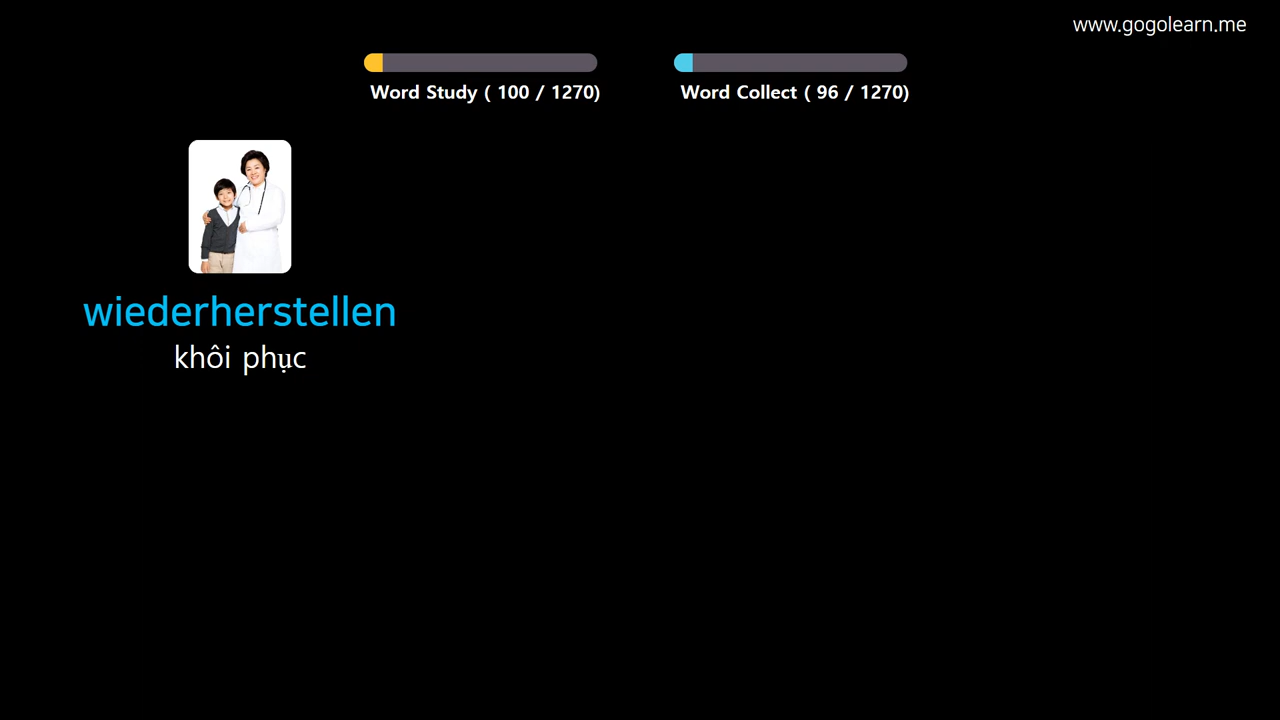 www.gogolearn.me
Word Study ( 100 / 1270)
Word Collect ( 96 / 1270)
wiederherstellen
khôi phục